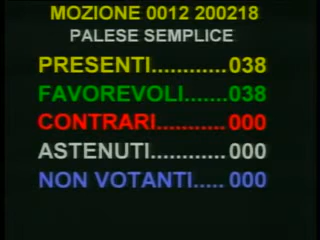 MOZIONE 0012 200218
PALESE SEMPLICE
PRESENTI............038
FAVOREVOLI.......038
CONTRARI...........000
ASTENUTI............000
NON VOTANTI.....000